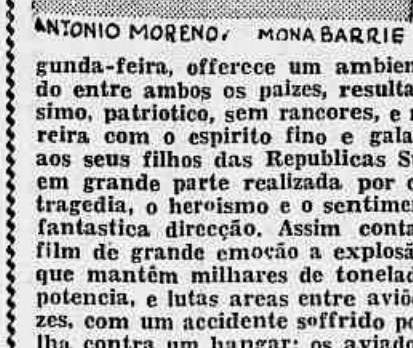 ANTONIO MORENO, MONA BARRIE
gunda-feira, offerece um ambien
do entre ambos os paizes, resulta
simo, patriotico, sem rancores, e
reira com o espirito fino e gala
aos seus filhos das Republicas S
em grande parte realizada por
tragedia, o heroismo e o sentime
fantastica direcção. Assim conta
film de grande emoção a explosã
que mantêm milhares de tonelad
potencia, e lutas areas entre aviõ
zes, com um accidente soffrido p
lha contra um hangar: os aviado